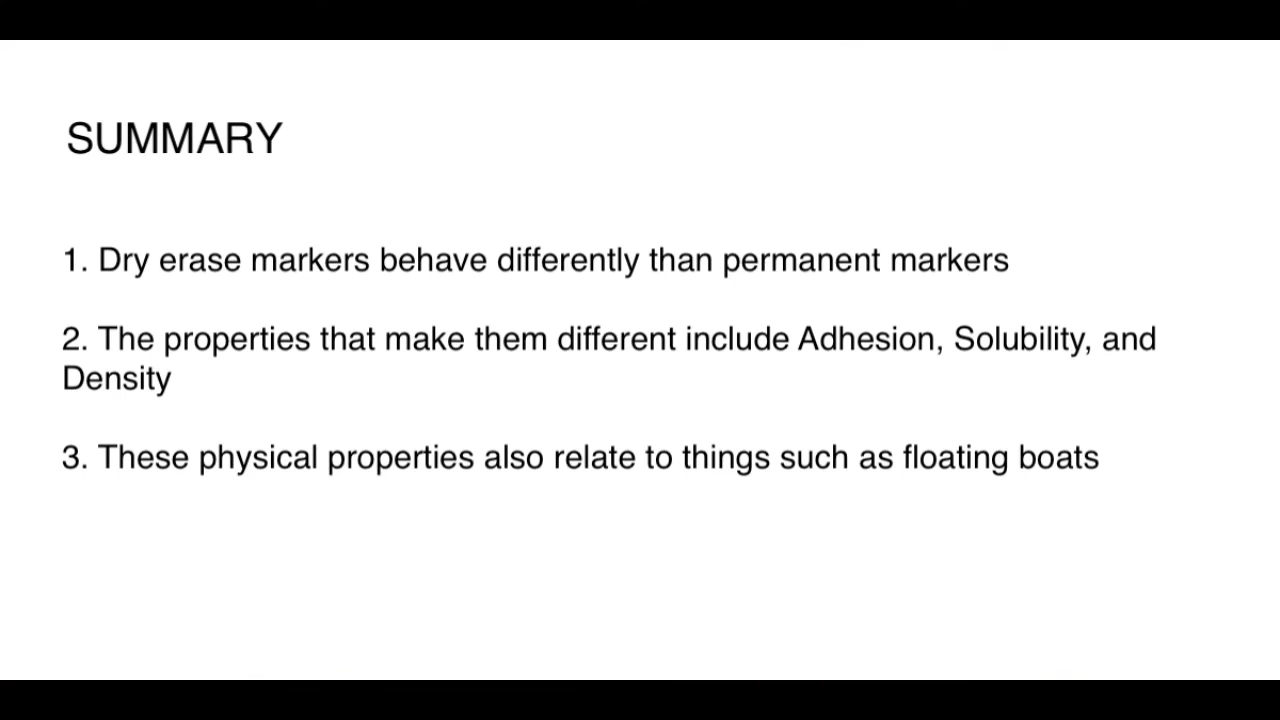 SUMMARY
1. Dry erase markers behave differently than permanent markers
2. The properties that make them different include Adhesion, Solubility, and
Density
3. These physical properties also relate to things such as floating boats